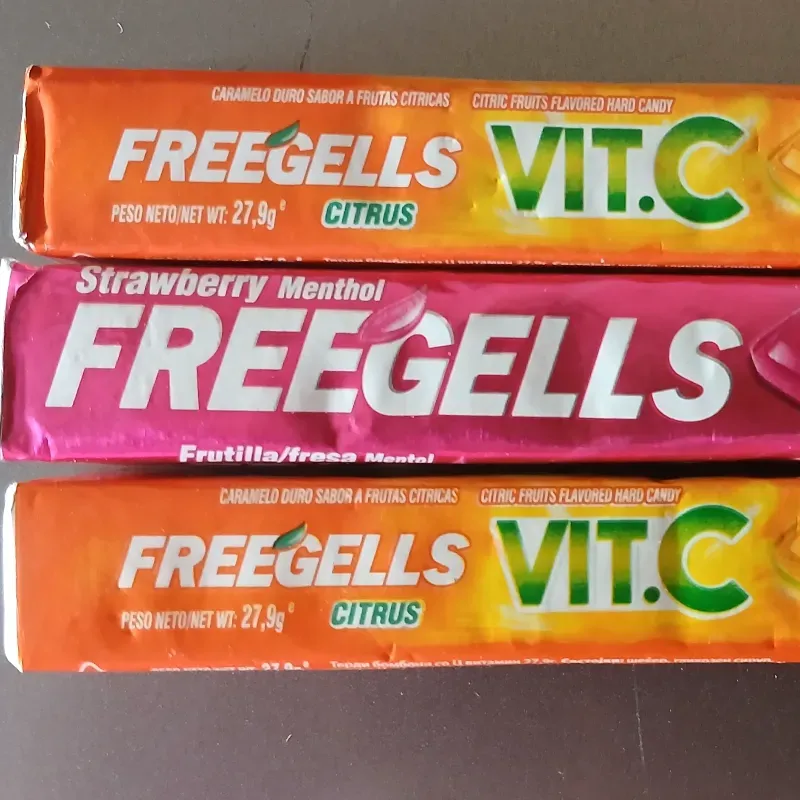 CARAMELO DURO SABOR A FRUTAS CITRICAS CITRIC FRUITS FLAVORED HARD CANDY
FREEGELLS VIT.C
PESO NETO/NET WT: 27,9g e CITRUS
Strawberry Menthol
FREEGELLS
Frutilla/fresa Mentol
CARAMELO DURO SABOR A FRUTAS CITRICAS CITRIC FRUITS FLAVORED HARD CANDY
FREEGELLS VIT.C
PESO NETO/NET WT: 27,9g e CITRUS